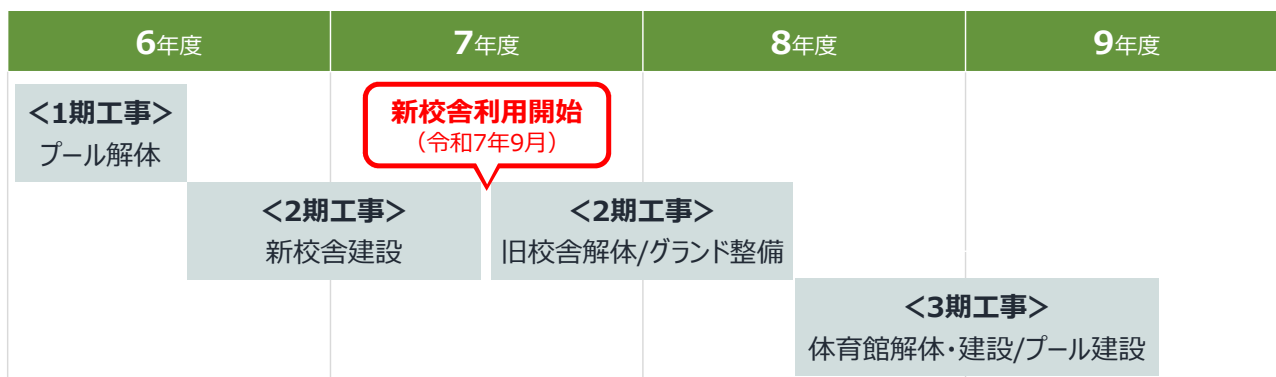 6年度 7年度 8年度 9年度
<1期工事>
プール解体
新校舎利用開始
（令和7年9月）
<2期工事>
新校舎建設
<2期工事>
旧校舎解体/グランド整備
<3期工事>
体育館解体・建設/プール建設